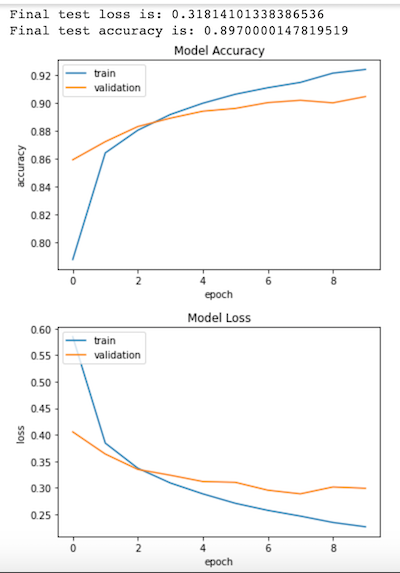 Final test loss is: 0.31814101338386536
Final test accuracy is: 0.8970000147819519
Model Accuracy
train
validation
0.92
0.90
0.88
0.86
0.84
0.82
0.80
accuracy
0 2 4 6 8
epoch
Model Loss
train
validation
0.60
0.55
0.50
0.45
0.40
0.35
0.30
0.25
loss
0 2 4 6 8
epoch